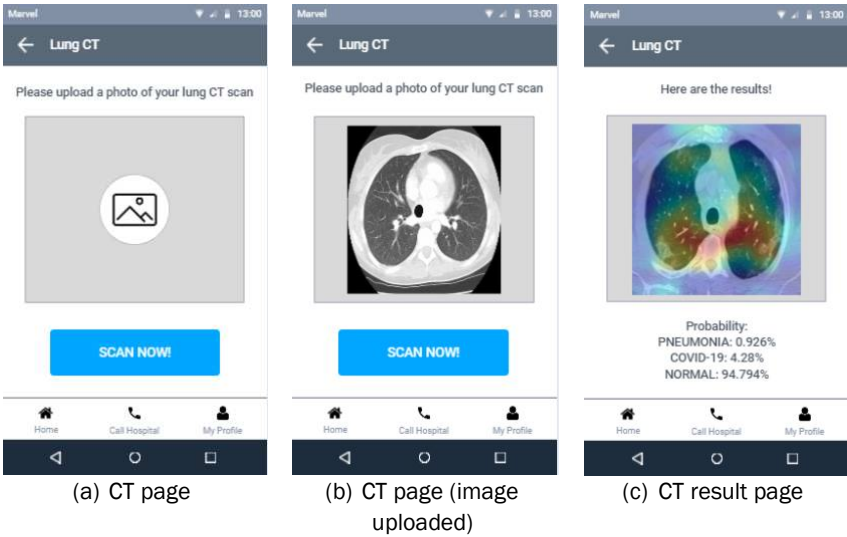 Marvel 13:00
Lung CT
Please upload a photo of your lung CT scan
SCAN NOW!
Home Call Hospital My Profile
(a) CT page
Marvel 13:00
Lung CT
Please upload a photo of your lung CT scan
SCAN NOW!
Home Call Hospital My Profile
(b) CT page (image
uploaded)
Marvel 13:00
Lung CT
Here are the results!
Probability:
PNEUMONIA: 0.926%
COVID-19: 4.28%
NORMAL: 94.794%
Home Call Hospital My Profile
(c) CT result page